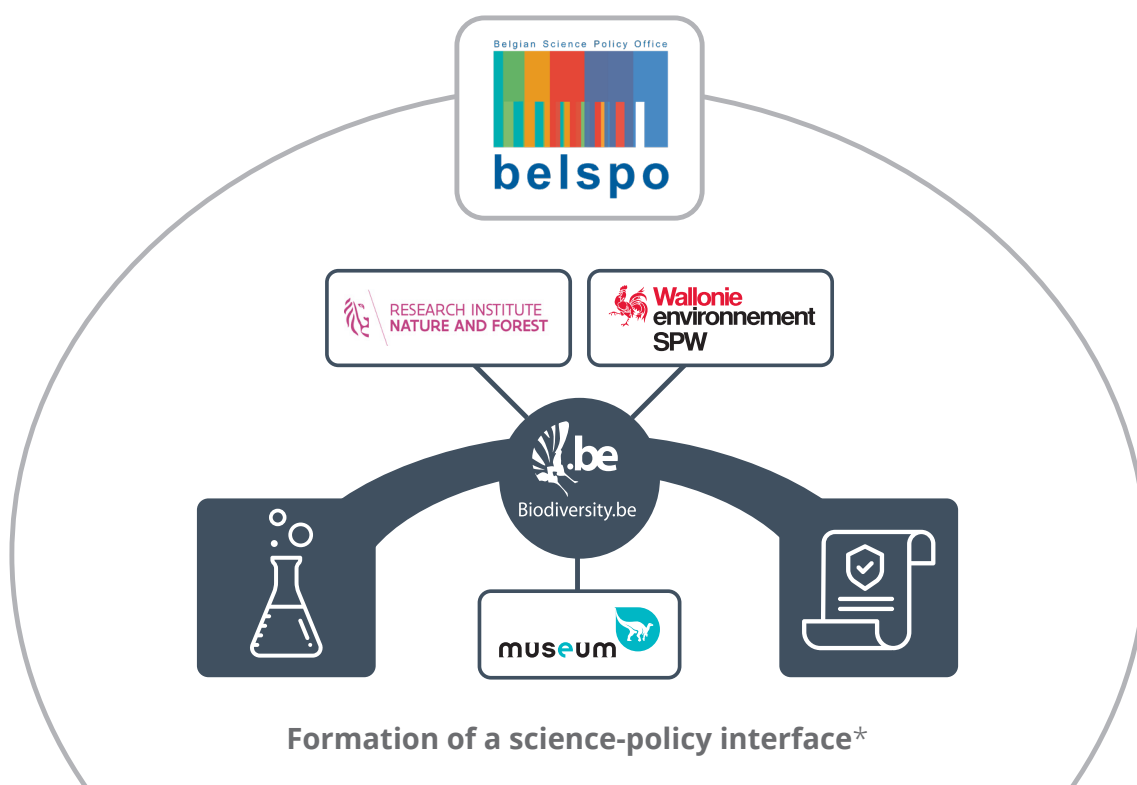 Belgian Science Policy Office
belspo
RESEARCH INSTITUTE
NATURE AND FOREST
Wallonie
environnement
SPW
.be
Biodiversity.be
museum
Formation of a science-policy interface*